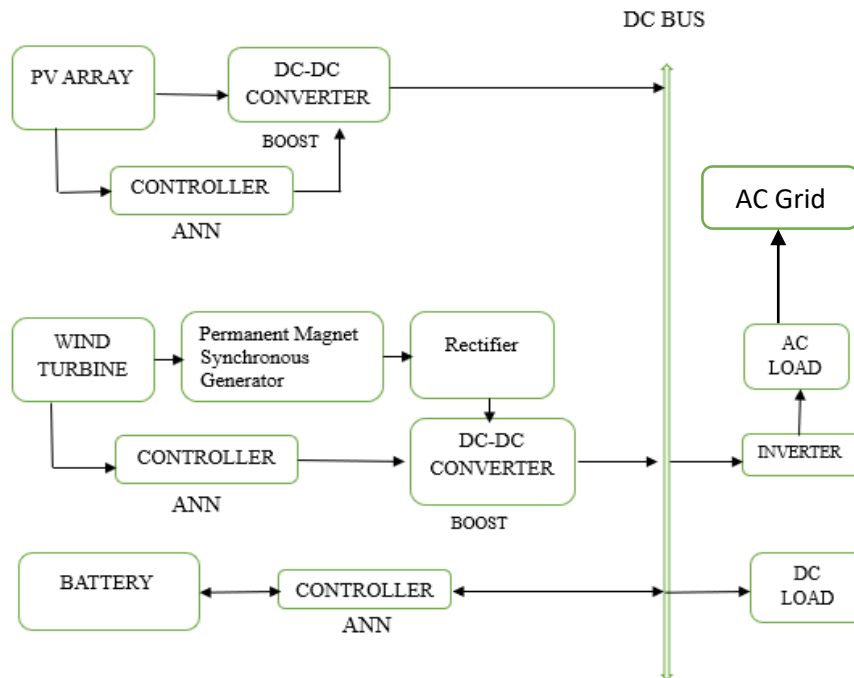 DC BUS
PV ARRAY
DC-DC
CONVERTER
BOOST
CONTROLLER
ANN
AC Grid
WIND
TURBINE
Permanent Magnet
Synchronous
Generator
Rectifier
AC
LOAD
CONTROLLER
ANN
DC-DC
CONVERTER
BOOST
INVERTER
BATTERY
CONTROLLER
ANN
DC
LOAD